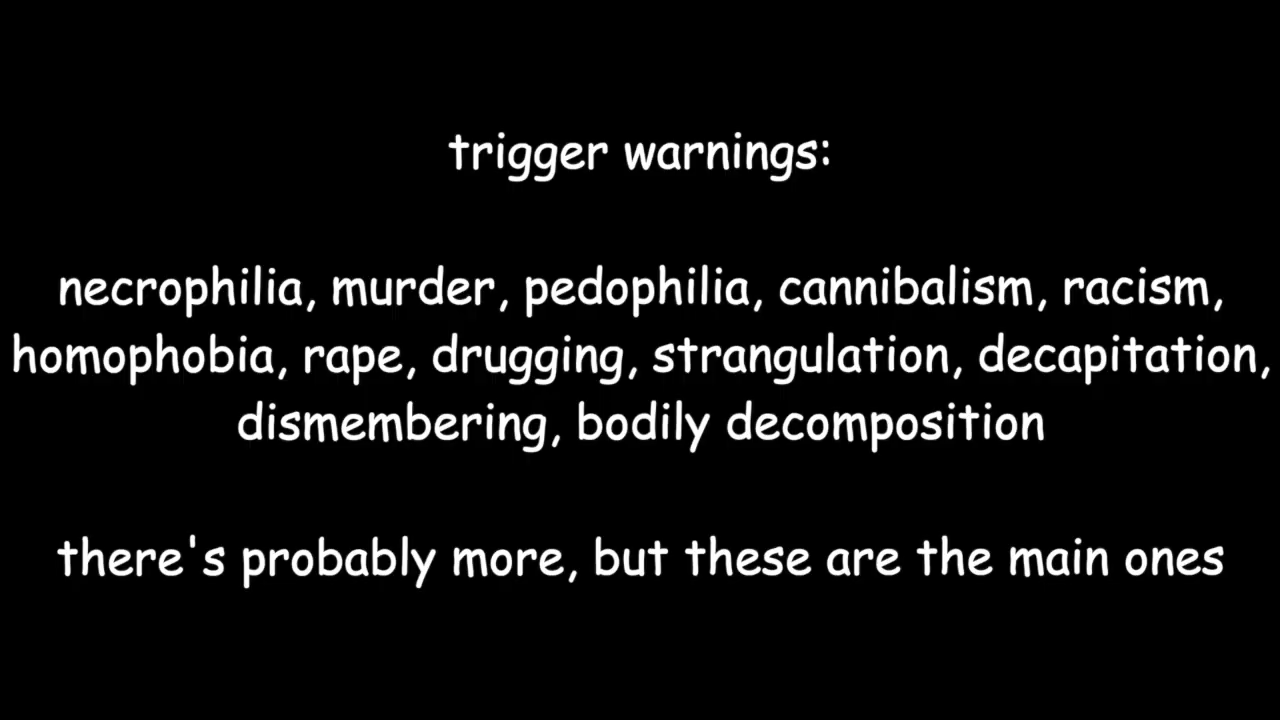 trigger warnings:
necrophilia, murder, pedophilia, cannibalism, racism,
homophobia, rape, drugging, strangulation, decapitation,
dismembering, bodily decomposition
there's probably more, but these are the main ones